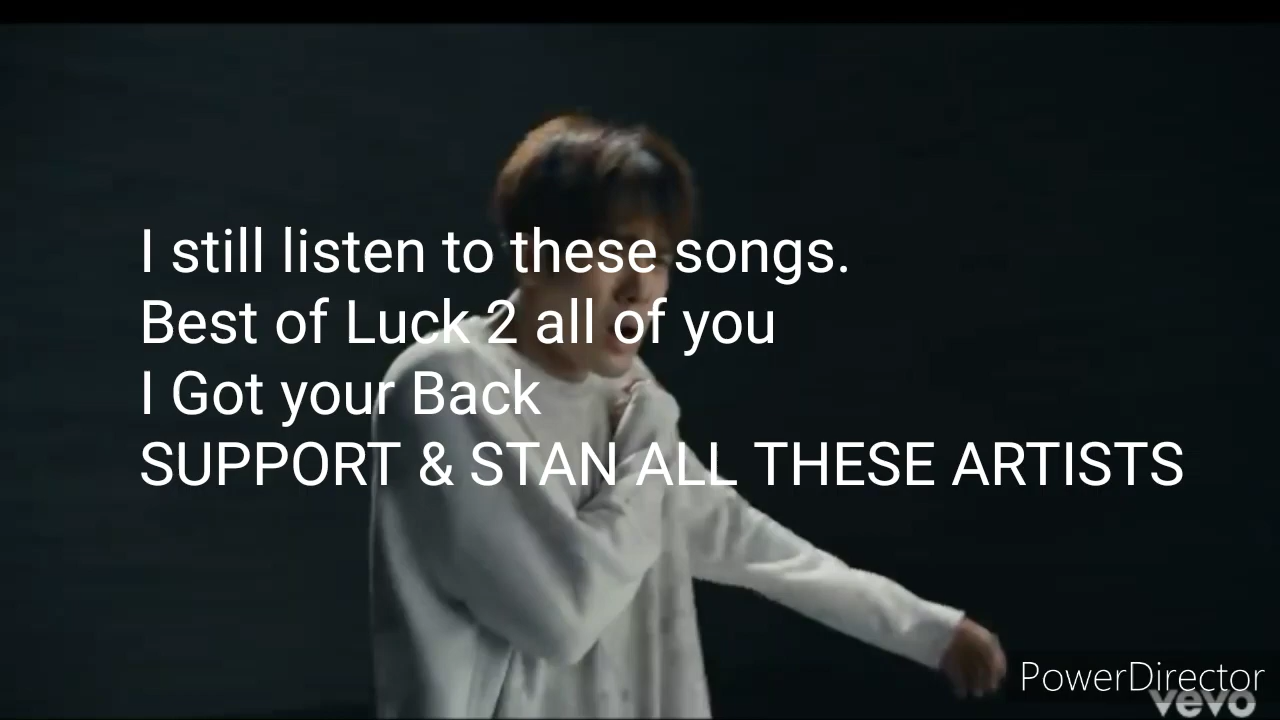 I still listen to these songs.
Best of Luck 2 all of you
I Got your Back
SUPPORT & STAN ALL THESE ARTISTS
PowerDirector
vevo